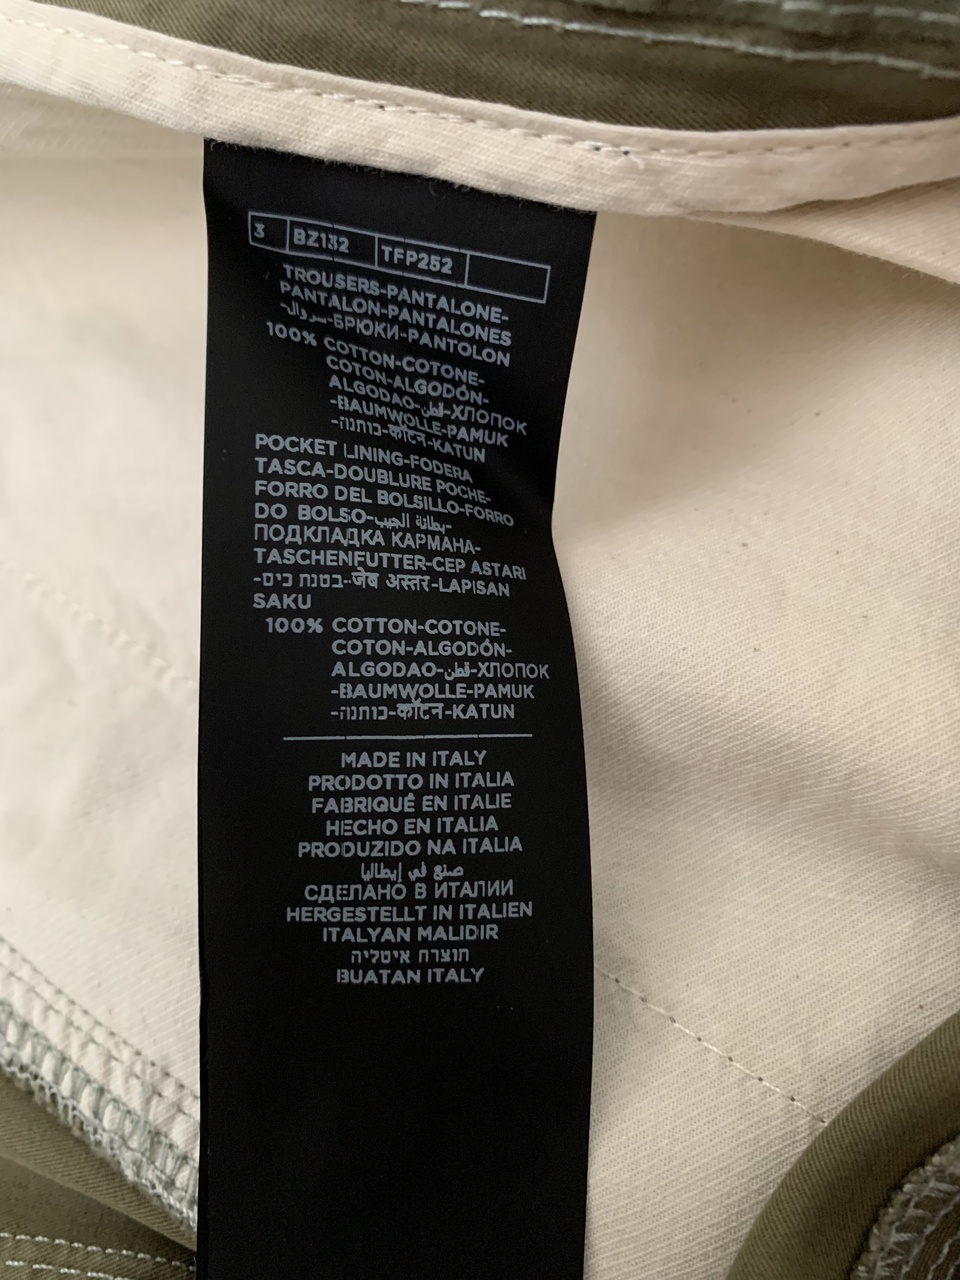 3 BZ132 TFP252
TROUSERS-PANTALONE-
PANTALON-PANTALONES
-سروال-БРЮКИ-PANTOLON
100% COTTON-COTONE-
COTON-ALGODÓN-
ALGODAO-قطن-ХЛОПОК
-BAUMWOLLE-PAMUK
-כותנה-कॉटन-KATUN
POCKET LINING-FODERA
TASCA-DOUBLURE POCHE-
FORRO DEL BOLSILLO-FORRO
DO BOLSO-بطانة الجيب-
ПОДКЛАДКА КАРМАНА-
TASCHENFUTTER-CEP ASTARI
-בטנת כים-जेब अस्तर-LAPISAN
SAKU
100% COTTON-COTONE-
COTON-ALGODÓN-
ALGODAO-قطن-ХЛОПОК
-BAUMWOLLE-PAMUK
-כותנה-कॉटन-KATUN
MADE IN ITALY
PRODOTTO IN ITALIA
FABRIQUÉ EN ITALIE
HECHO EN ITALIA
PRODUZIDO NA ITALIA
صنع في إيطاليا
СДЕЛАНО В ИТАЛИИ
HERGESTELLT IN ITALIEN
ITALYAN MALIDIR
תוצרת איטליה
BUATAN ITALY